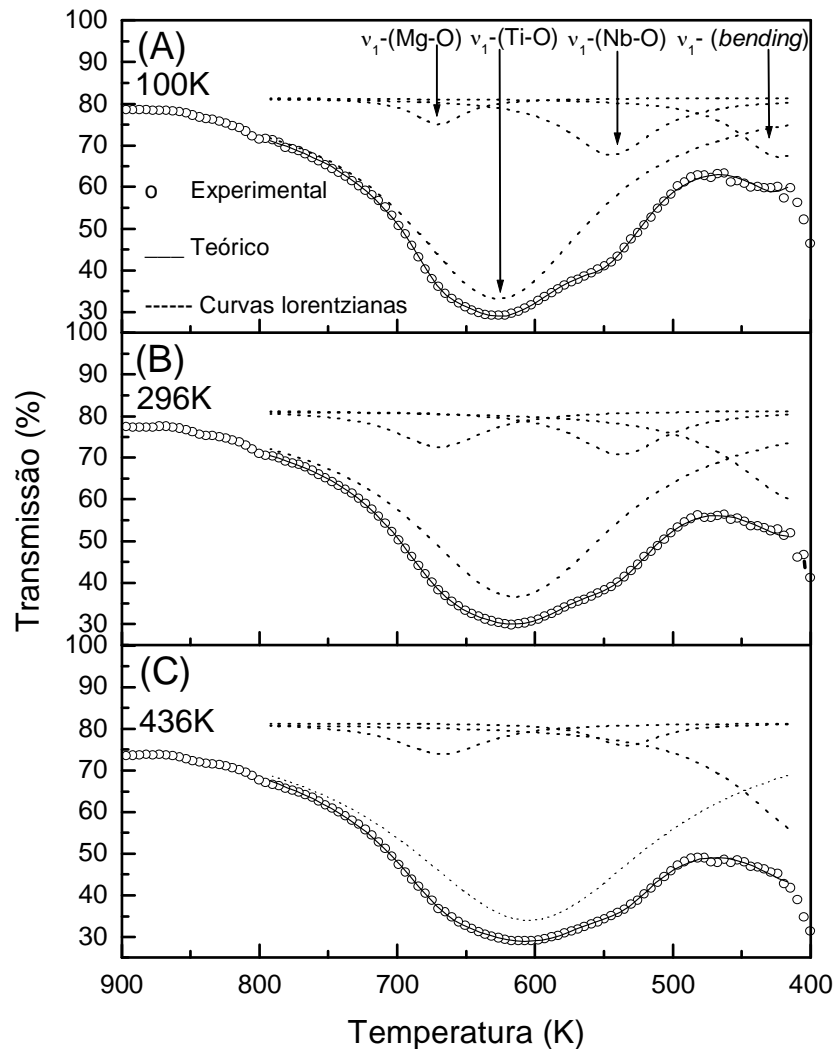 ν₁-(Mg-O) ν₁-(Ti-O) ν₁-(Nb-O) ν₁- (bending)
(A)
100K
o Experimental
___ Teórico
----- Curvas lorentzianas
100
90
80
70
60
50
40
30
(B)
296K
100
90
80
70
60
50
40
30
(C)
436K
100
90
80
70
60
50
40
30
Transmissão (%)
900 800 700 600 500 400
Temperatura (K)